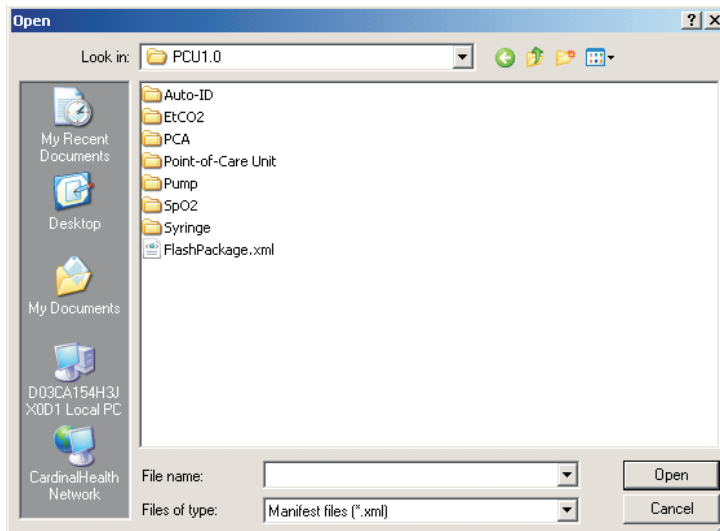 Open
Look in:
PCU1.0
My Recent
Documents
Desktop
My Documents
D03CA154H3J
X0D1 Local PC
CardinalHealth
Network
Auto-ID
EtCO2
PCA
Point-of-Care Unit
Pump
SpO2
Syringe
FlashPackage.xml
File name:
Open
Files of type:
Manifest files (*.xml)
Cancel